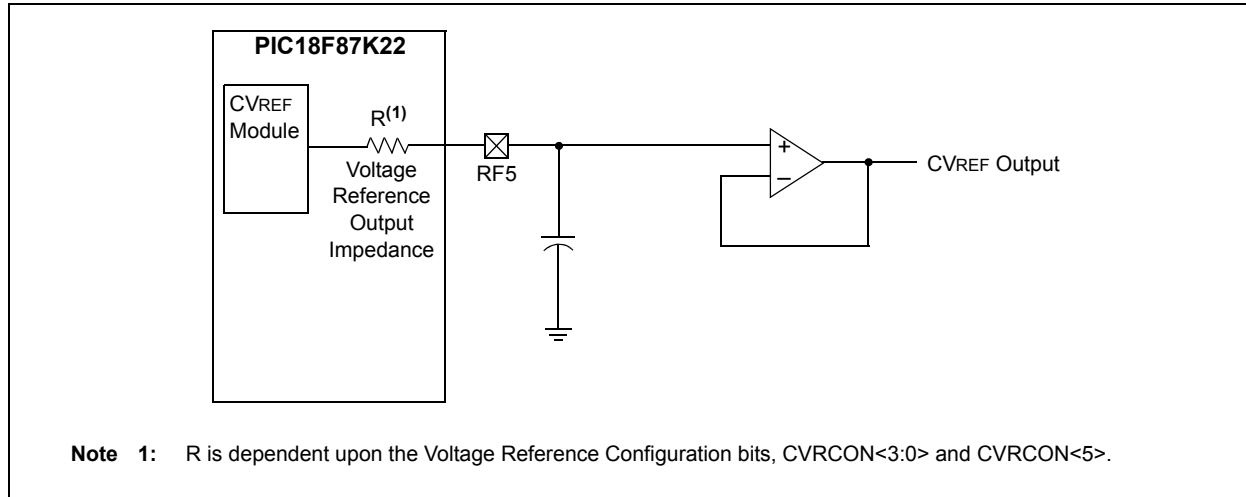 PIC18F87K22
CVREF
Module
R(1)
Voltage
Reference
Output
Impedance
RF5
+
–
CVREF Output
Note 1: R is dependent upon the Voltage Reference Configuration bits, CVRCON<3:0> and CVRCON<5>.